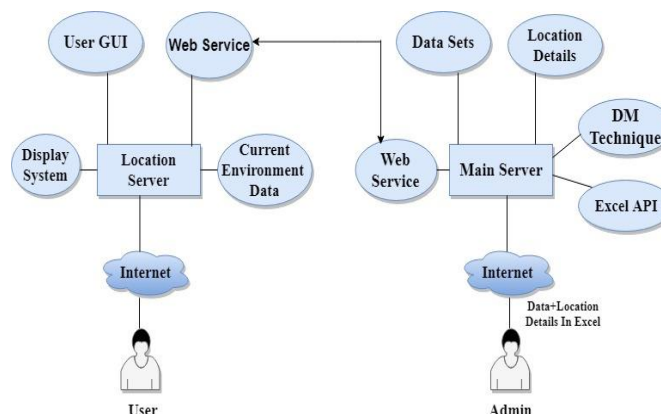 User GUI
Web Service
Data Sets
Location
Details
Display
System
Location
Server
Current
Environment
Data
Web
Service
Main Server
DM
Technique
Excel API
Internet
Internet
Data+Location
Details In Excel
User
Admin